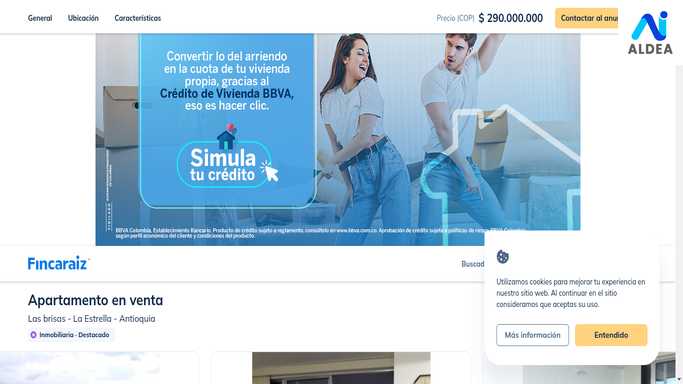 General Ubicación Características Precio (COP) $ 290.000.000 Contactar al anun
ALDEA
Convertir lo del arriendo
en la cuota de tu vivienda
propia, gracias al
Crédito de Vivienda BBVA,
eso es hacer clic.
Simula
tu crédito
BBVA Colombia. Establecimiento Bancario. Producto de crédito sujeto a reglamento, consúltelo en www.bbva.com.co. Aprobación de crédito sujeta a políticas de riesgo BBVA Colombia
según perfil económico del cliente y condiciones del producto.
Fincaraiz Buscad
Apartamento en venta
Las brisas - La Estrella - Antioquia
Inmobiliaria - Destacado
Utilizamos cookies para mejorar tu experiencia en
nuestro sitio web. Al continuar en el sitio
consideramos que aceptas su uso.
Más información Entendido